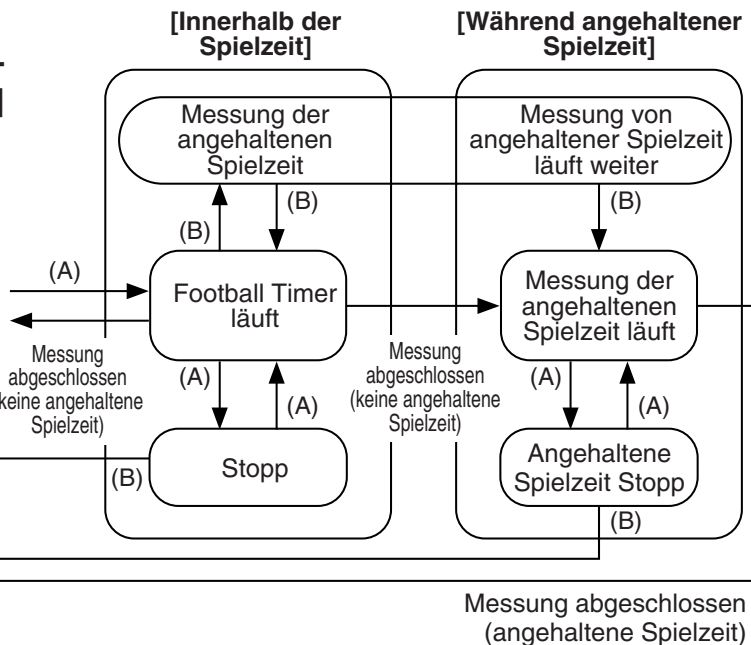 [Innerhalb der
Spielzeit]
[Während angehaltener
Spielzeit]
Messung der
angehaltenen
Spielzeit
Messung von
angehaltener Spielzeit
läuft weiter
(B)
(B)
(B)
(A)
Football Timer
läuft
Messung der
angehaltenen
Spielzeit läuft
Messung
abgeschlossen
(keine angehaltene
Spielzeit)
(A)
(A)
Messung
abgeschlossen
(keine angehaltene
Spielzeit)
(A)
(A)
(B)
Stopp
Angehaltene
Spielzeit Stopp
(B)
Messung abgeschlossen
(angehaltene Spielzeit)